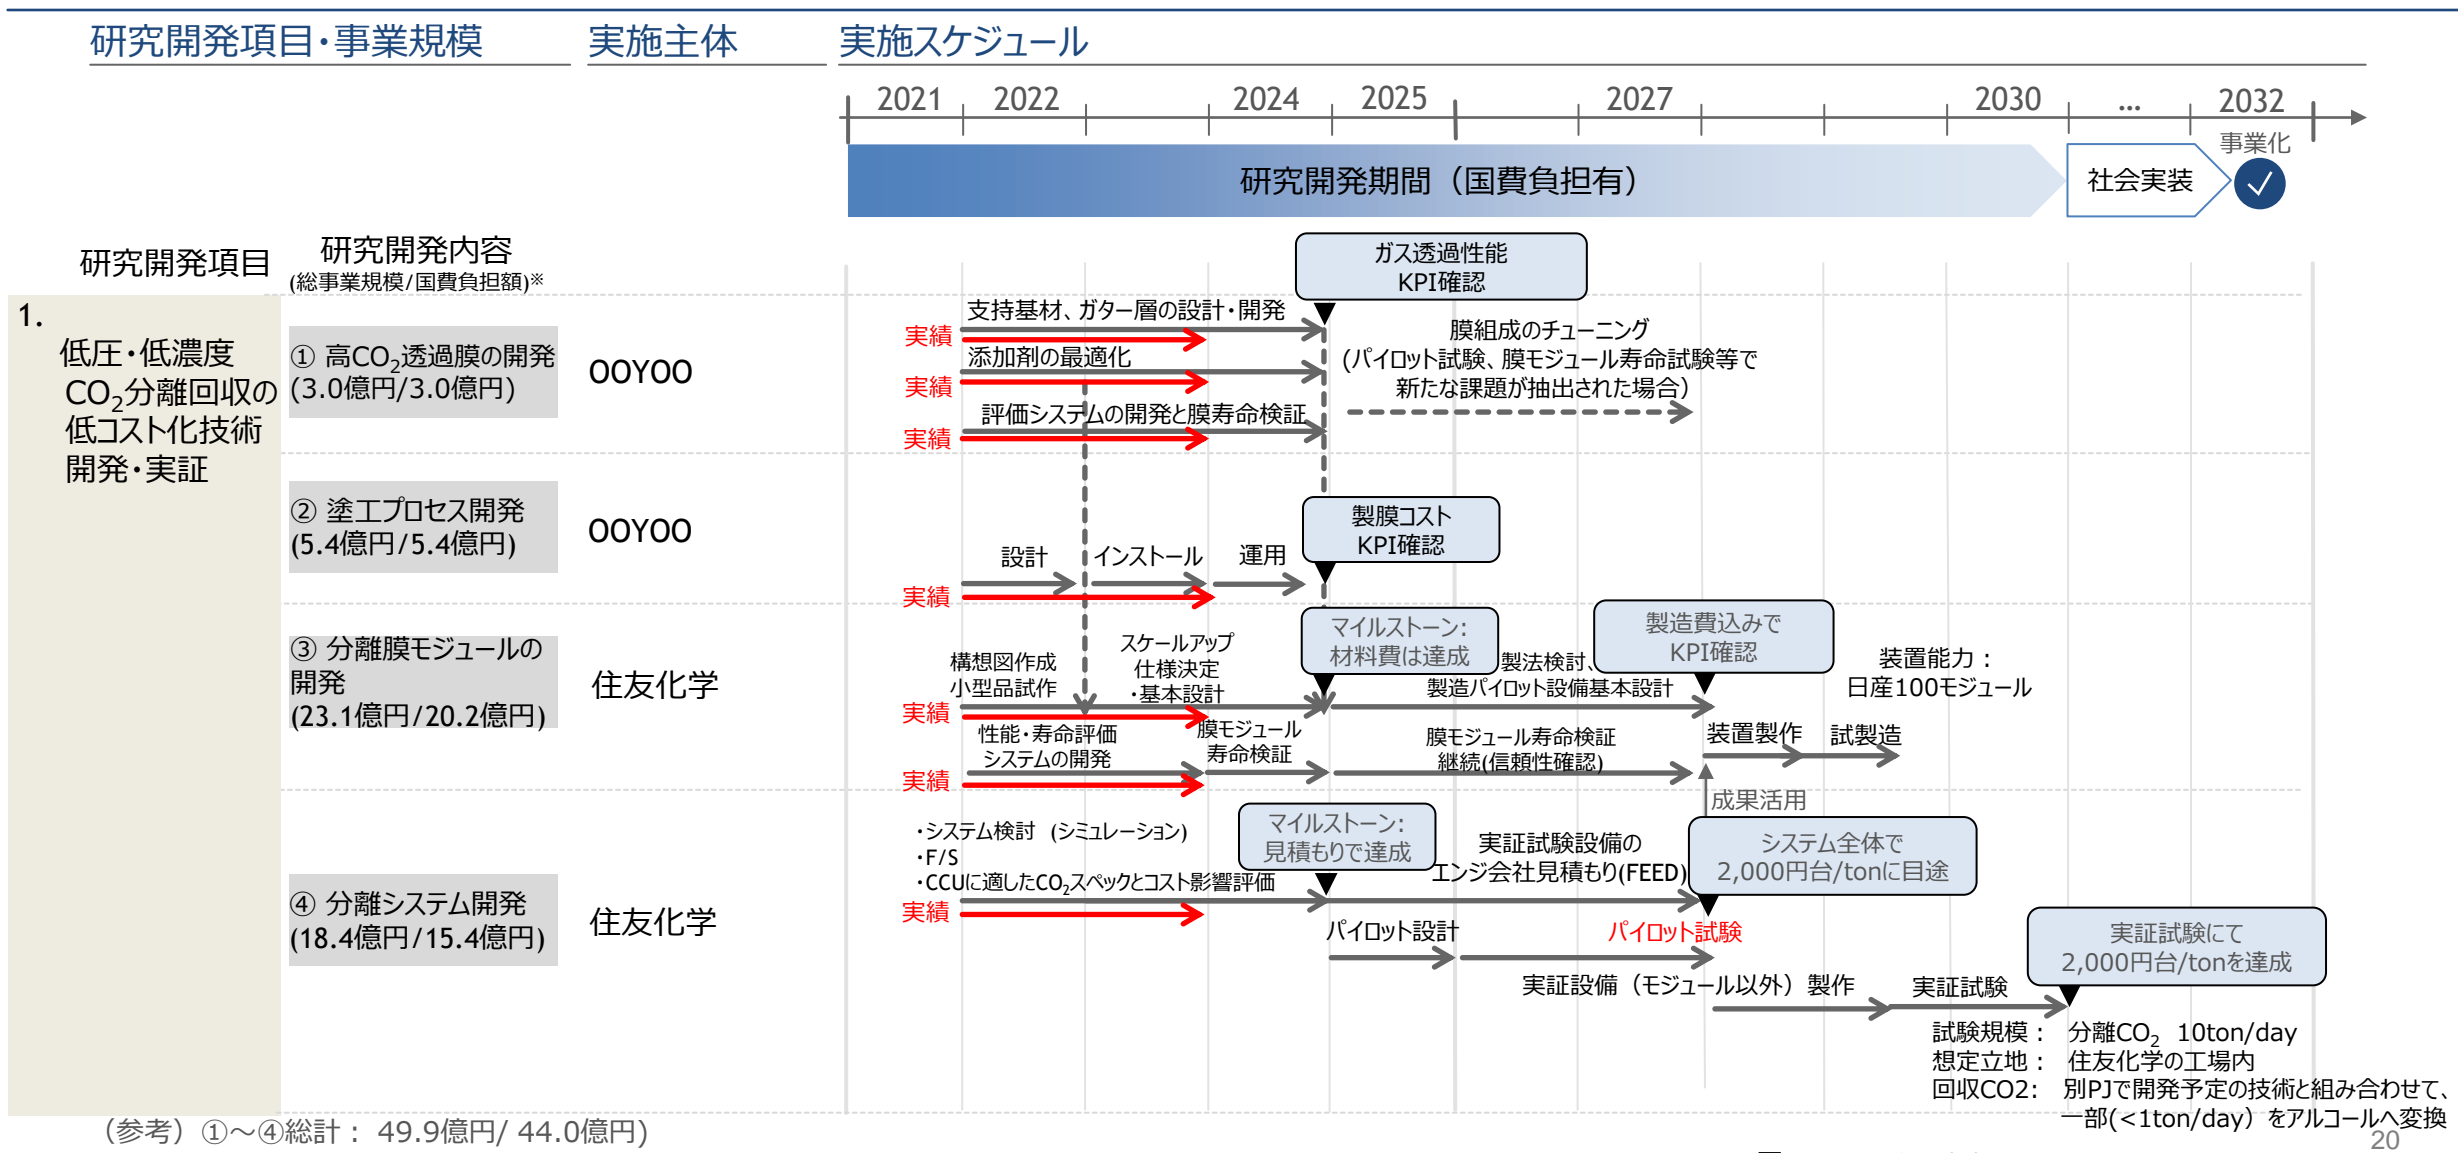 研究開発項目・事業規模
実施主体
実施スケジュール
2021
2022
2024
2025
2027
2030
…
2032
事業化
研究開発期間（国費負担有）
社会実装
研究開発項目
研究開発内容
(総事業規模/国費負担額)※
1.
低圧・低濃度
CO2分離回収の
低コスト化技術
開発・実証
① 高CO2透過膜の開発
(3.0億円/3.0億円)
OOYOO
ガス透過性能
KPI確認
支持基材、ガター層の設計・開発
実績
添加剤の最適化
実績
評価システムの開発と膜寿命検証
実績
膜組成のチューニング
(パイロット試験、膜モジュール寿命試験等で
新たな課題が抽出された場合）
② 塗工プロセス開発
(5.4億円/5.4億円)
OOYOO
製膜コスト
KPI確認
設計
インストール
運用
実績
③ 分離膜モジュールの
開発
(23.1億円/20.2億円)
住友化学
構想図作成
小型品試作
スケールアップ
仕様決定
・基本設計
マイルストーン:
材料費は達成
製法検討、
製造パイロット設備基本設計
製造費込みで
KPI確認
装置能力：
日産100モジュール
実績
性能・寿命評価
システムの開発
膜モジュール
寿命検証
膜モジュール寿命検証
継続(信頼性確認)
装置製作
試製造
実績
成果活用
④ 分離システム開発
(18.4億円/15.4億円)
住友化学
・システム検討 (シミュレーション)
・F/S
・CCUに適したCO2スペックとコスト影響評価
マイルストーン:
見積もりで達成
実証試験設備の
エンジ会社見積もり(FEED)
システム全体で
2,000円台/tonに目途
実績
パイロット設計
パイロット試験
実証設備（モジュール以外）製作
実証試験
実証試験にて
2,000円台/tonを達成
試験規模： 分離CO2 10ton/day
想定立地： 住友化学の工場内
回収CO2: 別PJで開発予定の技術と組み合わせて、
一部(<1ton/day）をアルコールへ変換
（参考）①～④総計： 49.9億円/ 44.0億円)
20